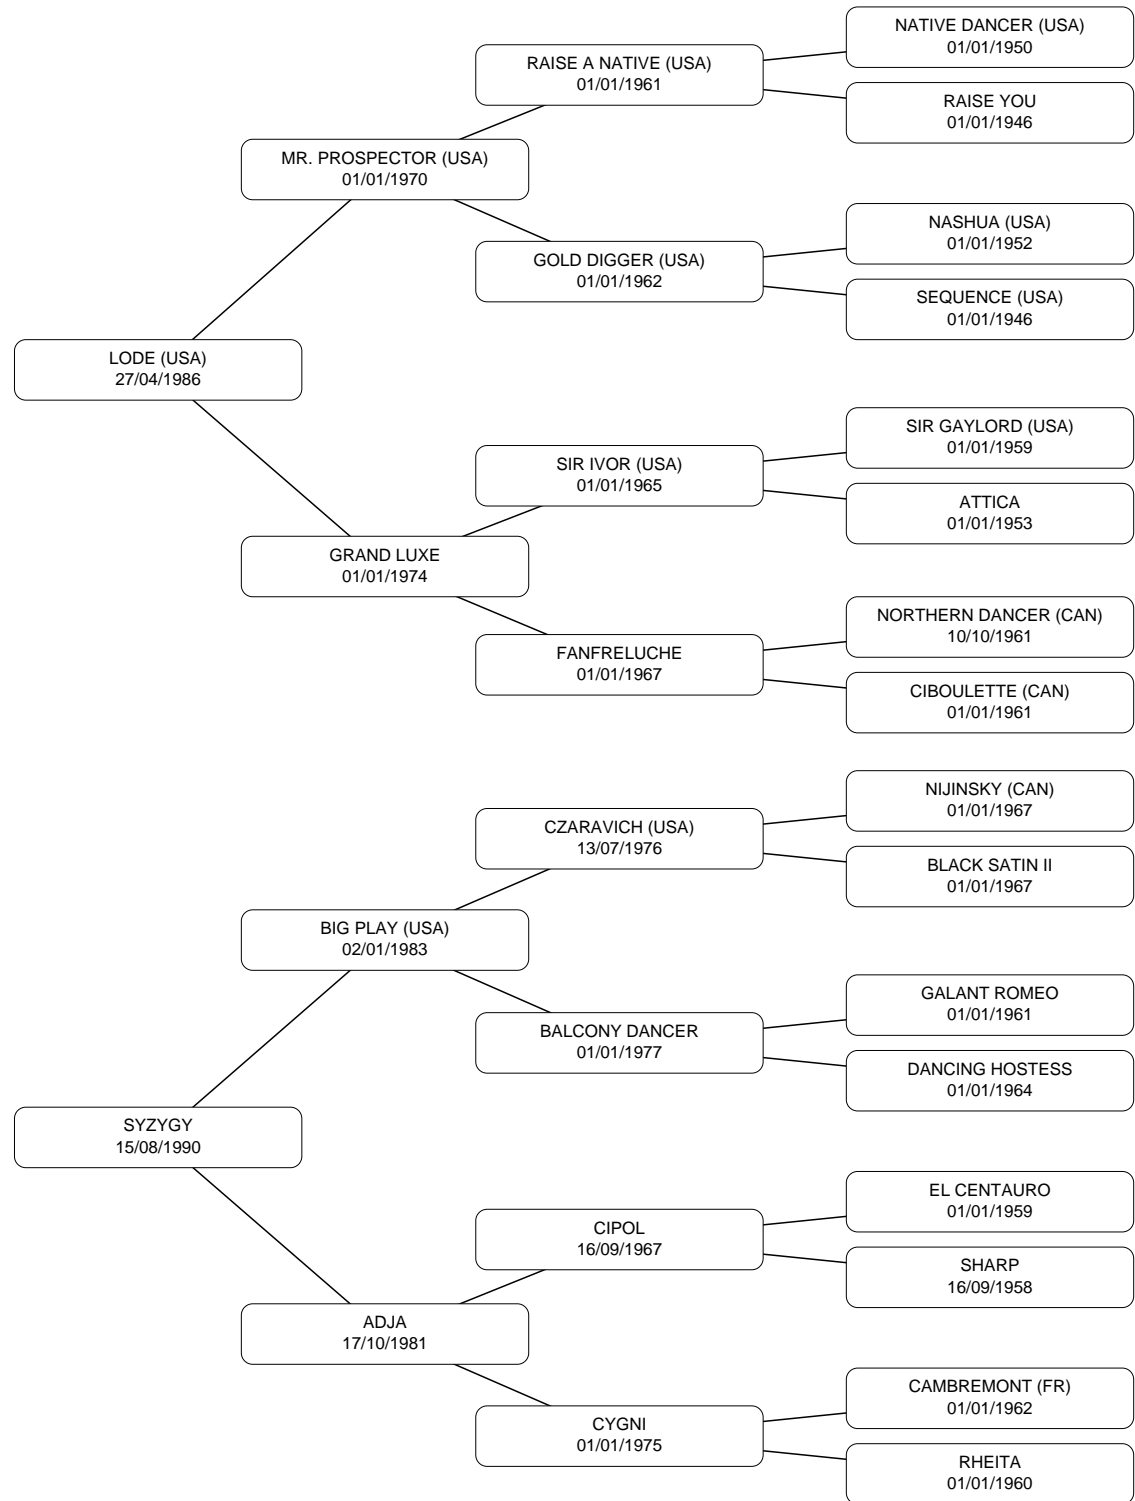 NATIVE DANCER (USA)
01/01/1950
RAISE A NATIVE (USA)
01/01/1961
RAISE YOU
01/01/1946
MR. PROSPECTOR (USA)
01/01/1970
NASHUA (USA)
01/01/1952
GOLD DIGGER (USA)
01/01/1962
SEQUENCE (USA)
01/01/1946
LODE (USA)
27/04/1986
SIR GAYLORD (USA)
01/01/1959
SIR IVOR (USA)
01/01/1965
ATTICA
01/01/1953
GRAND LUXE
01/01/1974
NORTHERN DANCER (CAN)
10/10/1961
FANFRELUCHE
01/01/1967
CIBOULETTE (CAN)
01/01/1961
NIJINSKY (CAN)
01/01/1967
CZARAVICH (USA)
13/07/1976
BLACK SATIN II
01/01/1967
BIG PLAY (USA)
02/01/1983
GALANT ROMEO
01/01/1961
BALCONY DANCER
01/01/1977
DANCING HOSTESS
01/01/1964
SYZYGY
15/08/1990
EL CENTAURO
01/01/1959
CIPOL
16/09/1967
SHARP
16/09/1958
ADJA
17/10/1981
CAMBREMONT (FR)
01/01/1962
CYGNI
01/01/1975
RHEITA
01/01/1960